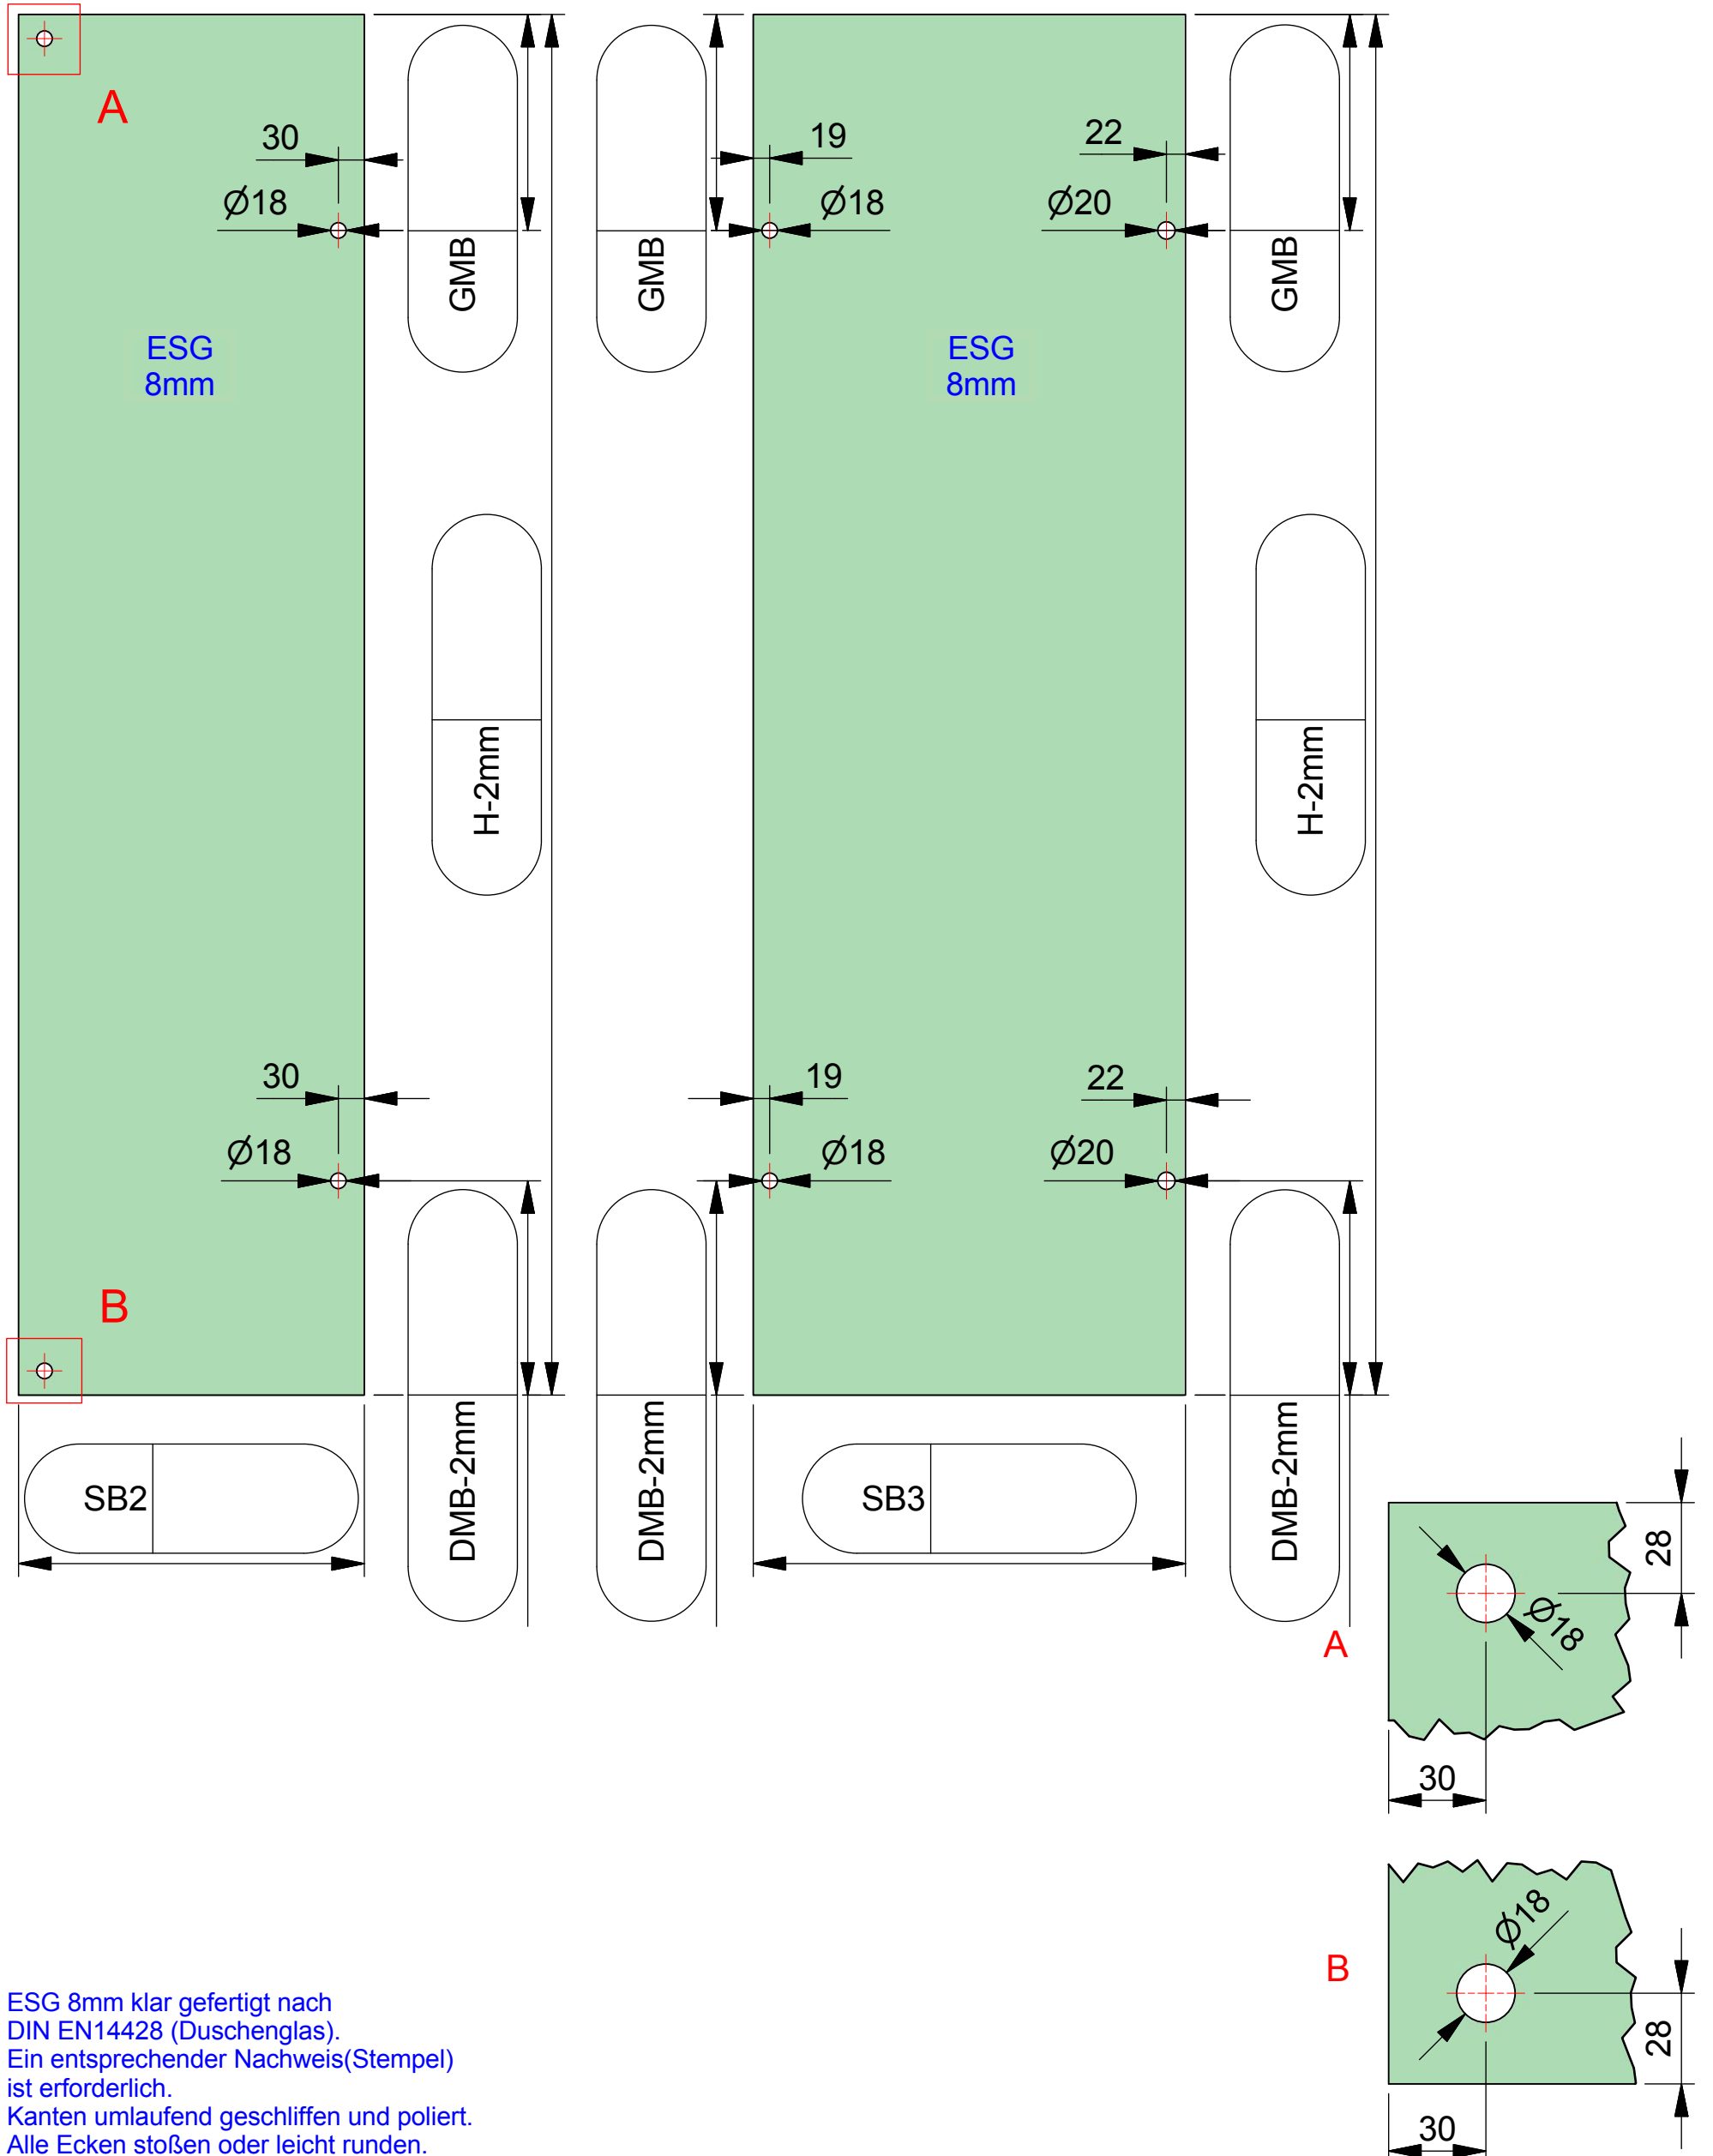 A
30
Ø18
GMB
GMB
19
Ø18
22
Ø20
GMB
ESG
8mm
ESG
8mm
H-2mm
H-2mm
30
Ø18
19
Ø18
22
Ø20
B
SB2
DMB-2mm
DMB-2mm
SB3
DMB-2mm
28
Ø18
A
30
Ø18
B
28
30
ESG 8mm klar gefertigt nach
DIN EN14428 (Duschenglas).
Ein entsprechender Nachweis(Stempel)
ist erforderlich.
Kanten umlaufend geschliffen und poliert.
Alle Ecken stoßen oder leicht runden.